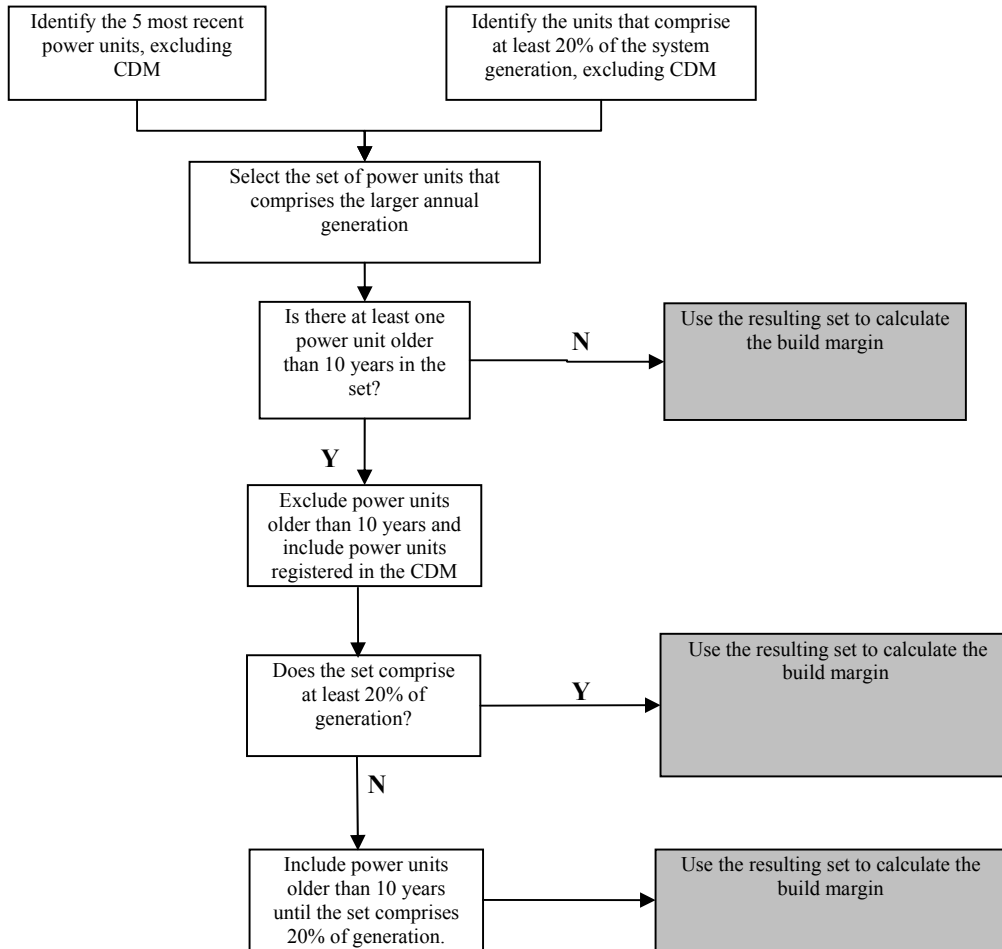 Identify the 5 most recent
power units, excluding
CDM
Identify the units that comprise
at least 20% of the system
generation, excluding CDM
Select the set of power units that
comprises the larger annual
generation
Is there at least one
power unit older
than 10 years in the
set?
N
Use the resulting set to calculate
the build margin
Y
Exclude power units
older than 10 years and
include power units
registered in the CDM
Does the set comprise
at least 20% of
generation?
Y
Use the resulting set to calculate the
build margin
N
Include power units
older than 10 years
until the set comprises
20% of generation.
Use the resulting set to calculate the
build margin